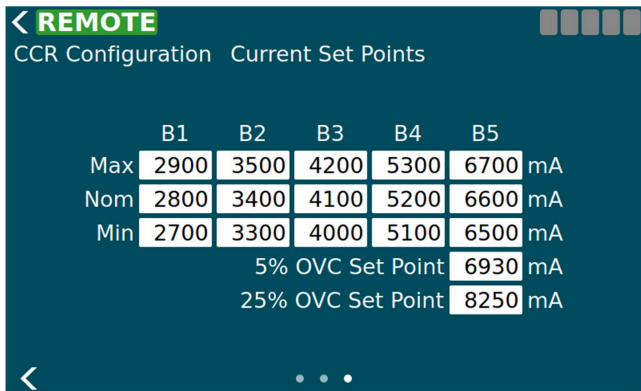 REMOTE
CCR Configuration Current Set Points
B1 B2 B3 B4 B5
Max 2900 3500 4200 5300 6700 mA
Nom 2800 3400 4100 5200 6600 mA
Min 2700 3300 4000 5100 6500 mA
5% OVC Set Point 6930 mA
25% OVC Set Point 8250 mA